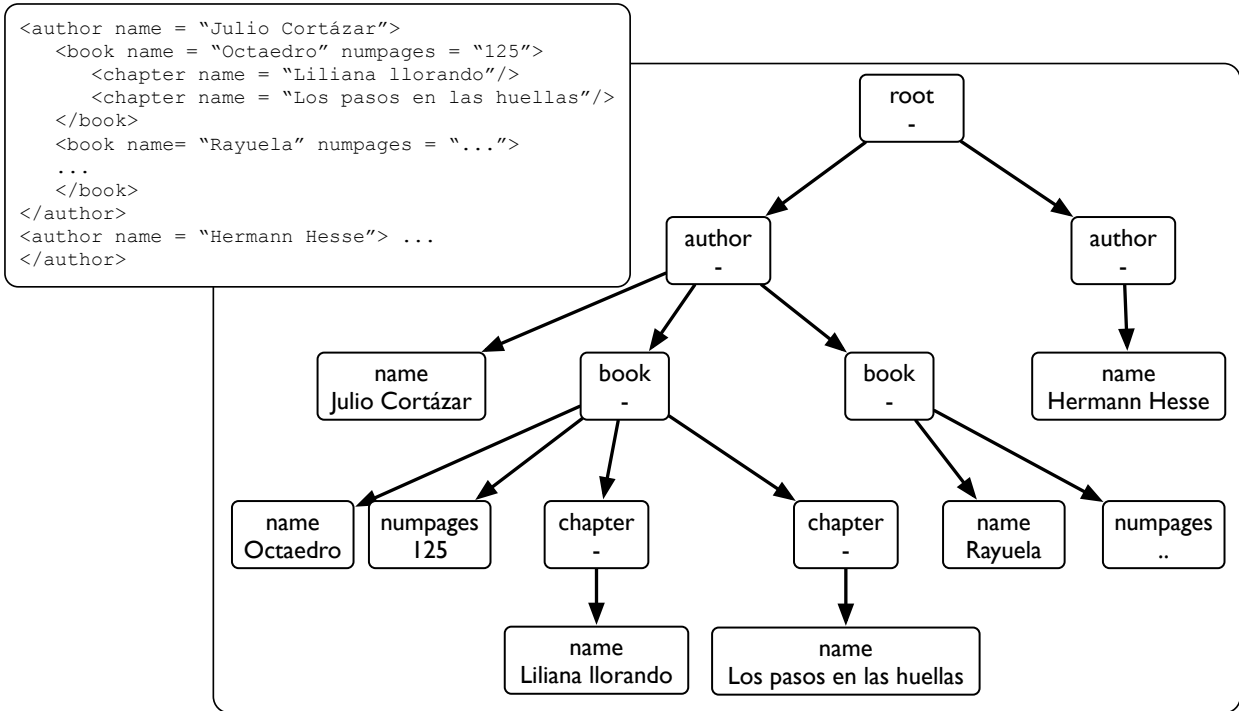 <author name = “Julio Cortázar”>
<book name = “Octaedro” numpages = “125”>
<chapter name = “Liliana llorando”/>
<chapter name = “Los pasos en las huellas”/>
</book>
<book name= “Rayuela” numpages = “...”>
...
</book>
</author>
<author name = “Hermann Hesse”> ...
</author>
root
-
author
-
author
-
name
Julio Cortázar
book
-
book
-
name
Hermann Hesse
name
Octaedro
numpages
125
chapter
-
chapter
-
name
Rayuela
numpages
..
name
Liliana llorando
name
Los pasos en las huellas